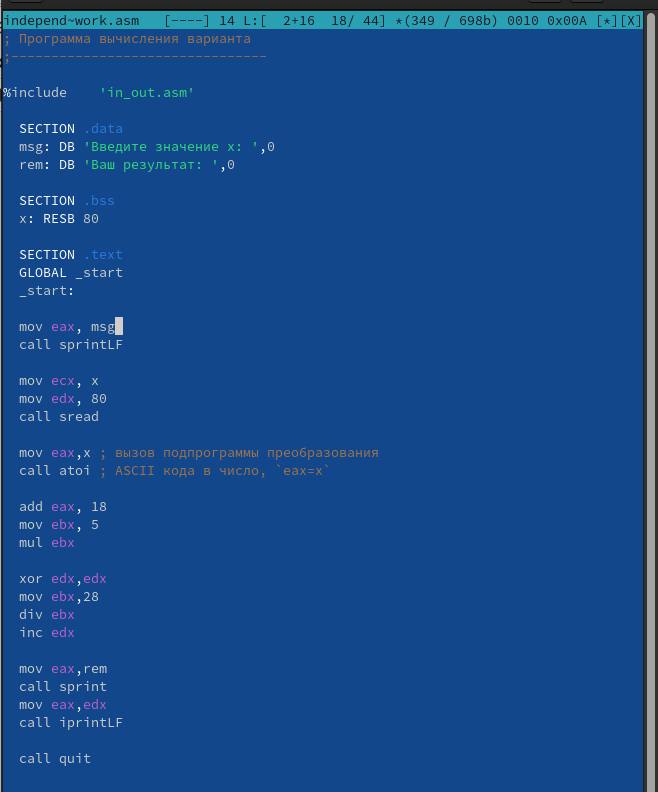 independ~work.asm   [----] 14 L:[  2+16  18/ 44] *(349 / 698b) 0010 0x00A [*][X]
; Программа вычисления варианта
;--------------------------------
%include    'in_out.asm'
SECTION .data
msg: DB 'Введите значение x: ',0
rem: DB 'Ваш результат: ',0
SECTION .bss
x: RESB 80
SECTION .text
GLOBAL _start
_start:
mov eax, msg
call sprintLF
mov ecx, x
mov edx, 80
call sread
mov eax,x ; вызов подпрограммы преобразования
call atoi ; ASCII кода в число, `eax=x`
add eax, 18
mov ebx, 5
mul ebx
xor edx,edx
mov ebx,28
div ebx
inc edx
mov eax,rem
call sprint
mov eax,edx
call iprintLF
call quit